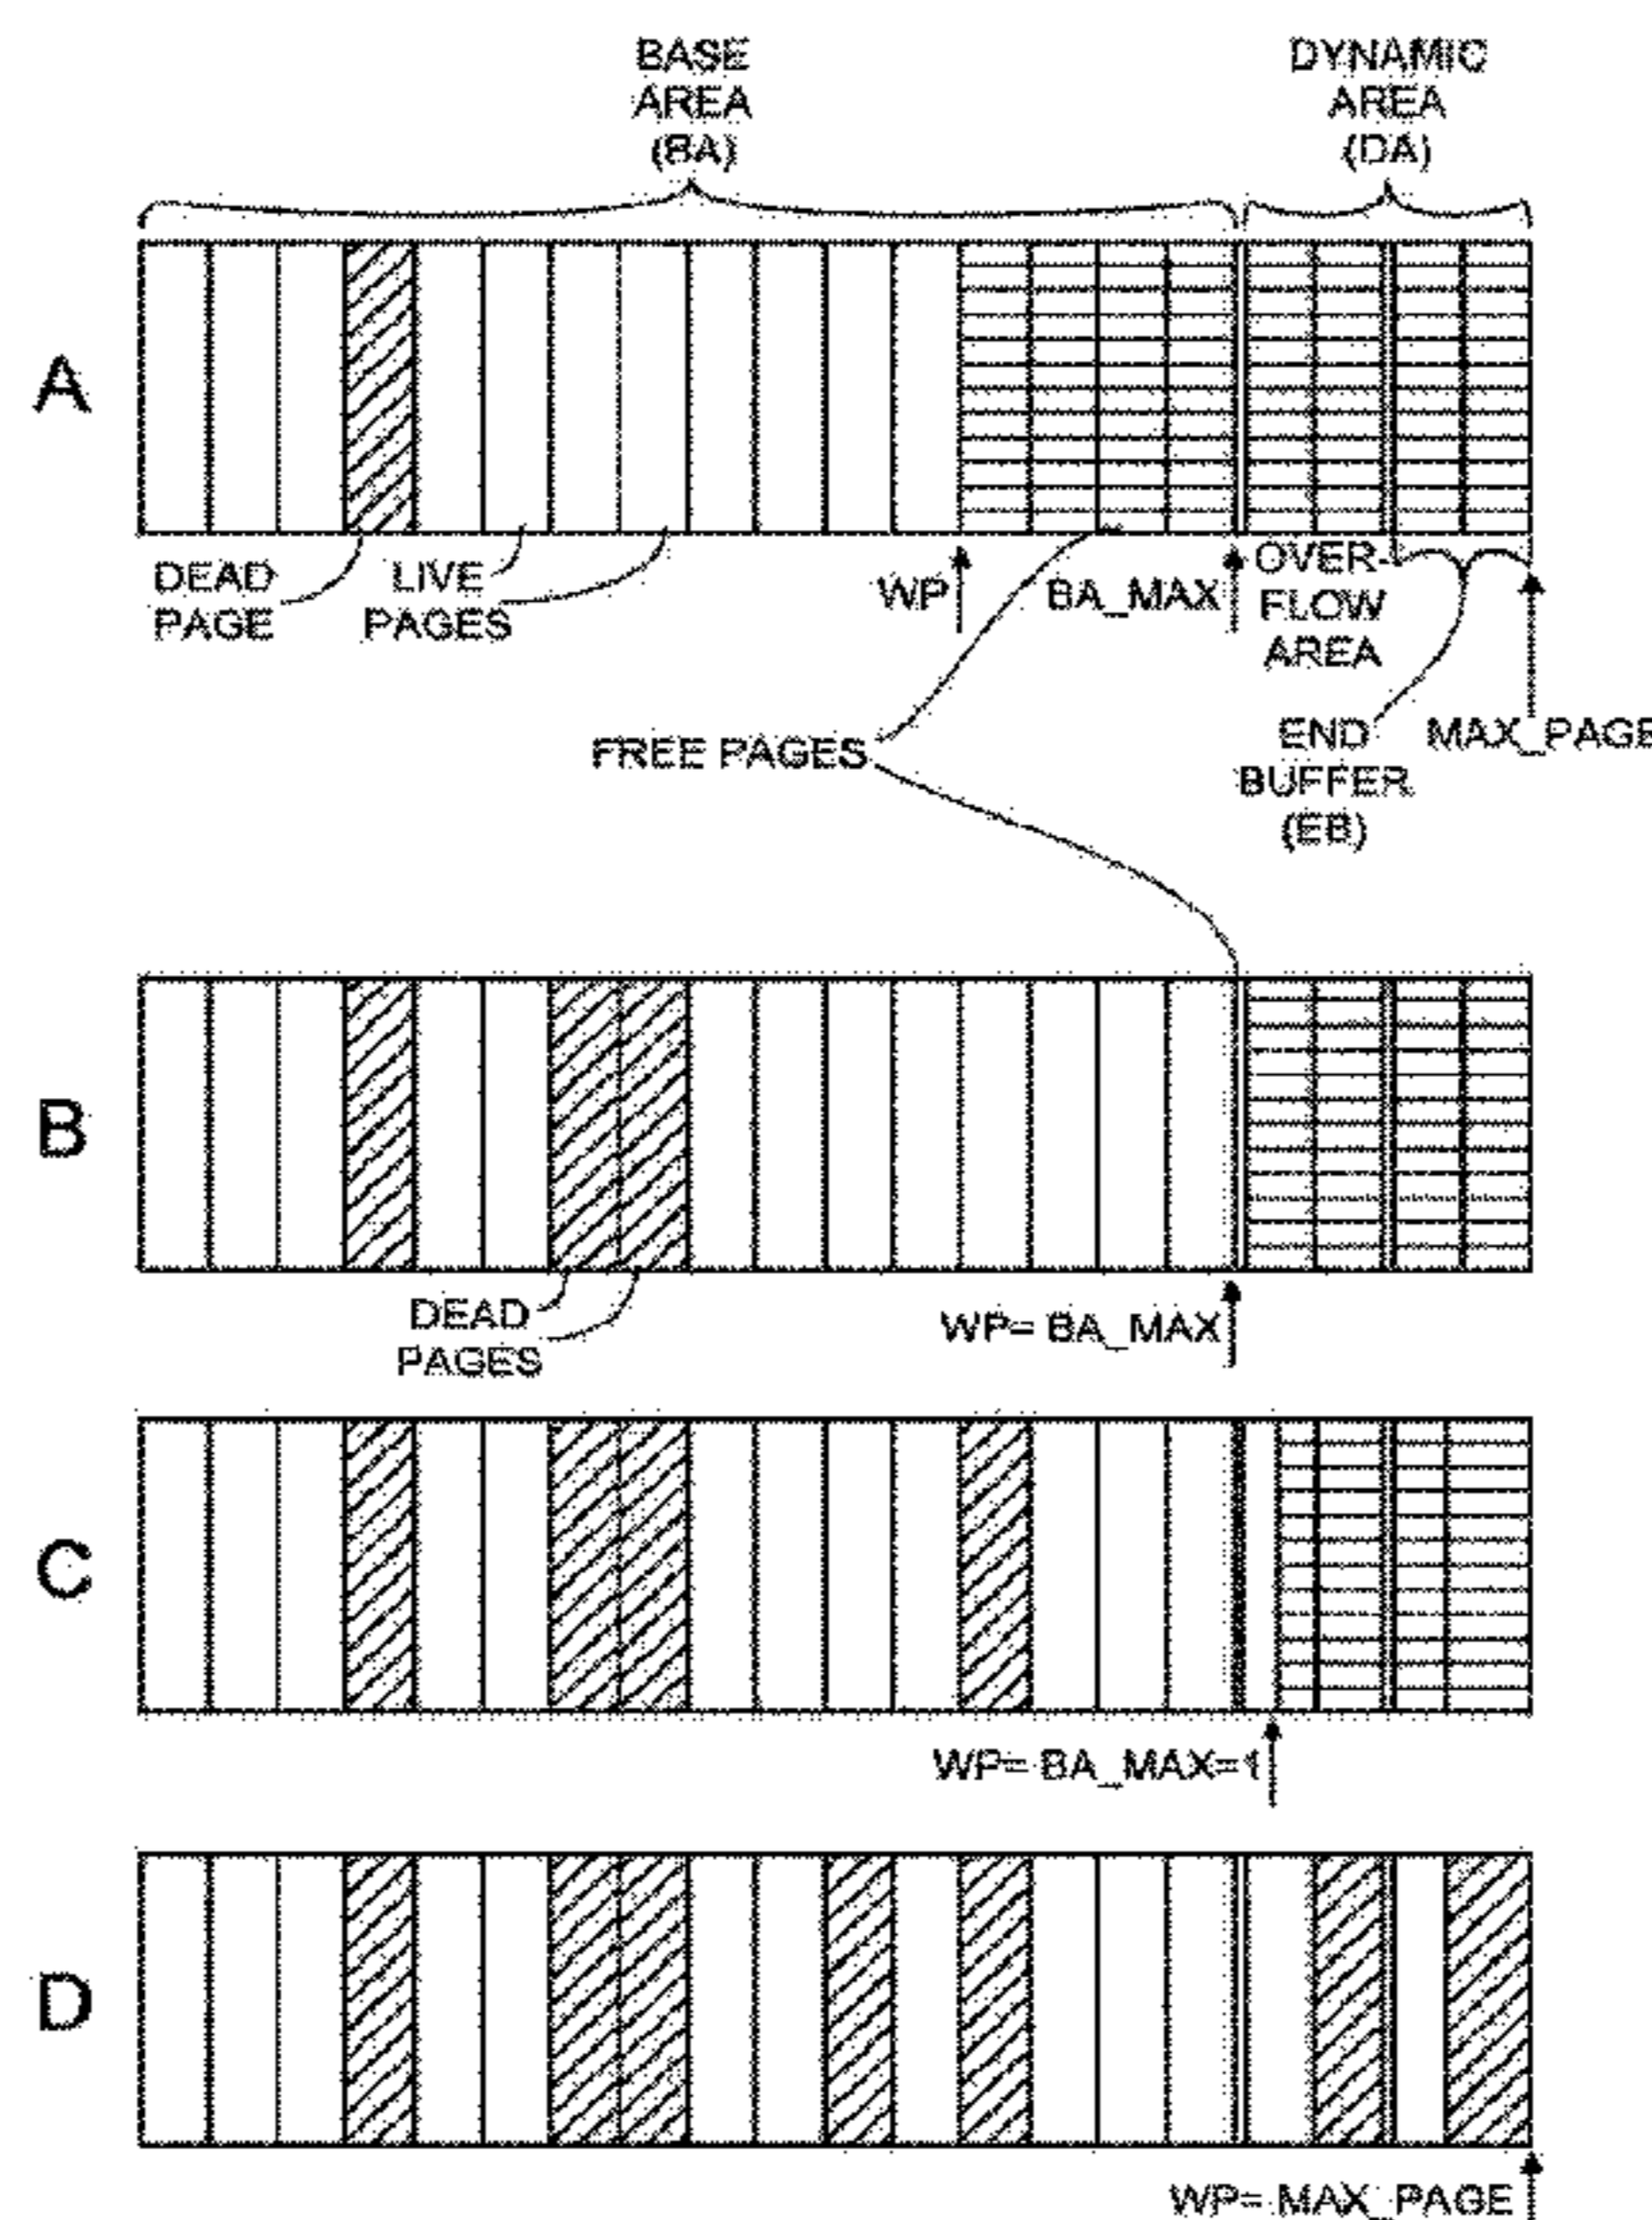 BASE
AREA
(BA)
DYNAMIC
AREA
(DA)
A
DEAD
PAGE
LIVE
PAGES
WP
BA_MAX
OVER-
FLOW
AREA
FREE PAGES
END
BUFFER
(EB)
MAX_PAGE
B
DEAD
PAGES
WP= BA_MAX
C
WP= BA_MAX=1
D
WP= MAX_PAGE